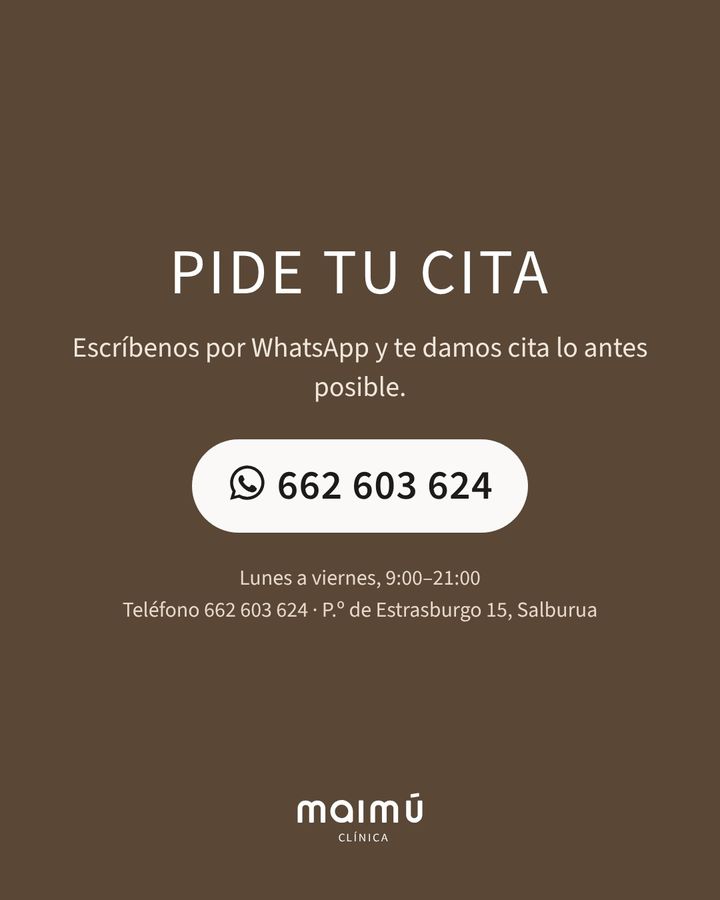 PIDE TU CITA
Escríbenos por WhatsApp y te damos cita lo antes
posible.
662 603 624
Lunes a viernes, 9:00–21:00
Teléfono 662 603 624 · P.º de Estrasburgo 15, Salburua
maimú
CLÍNICA